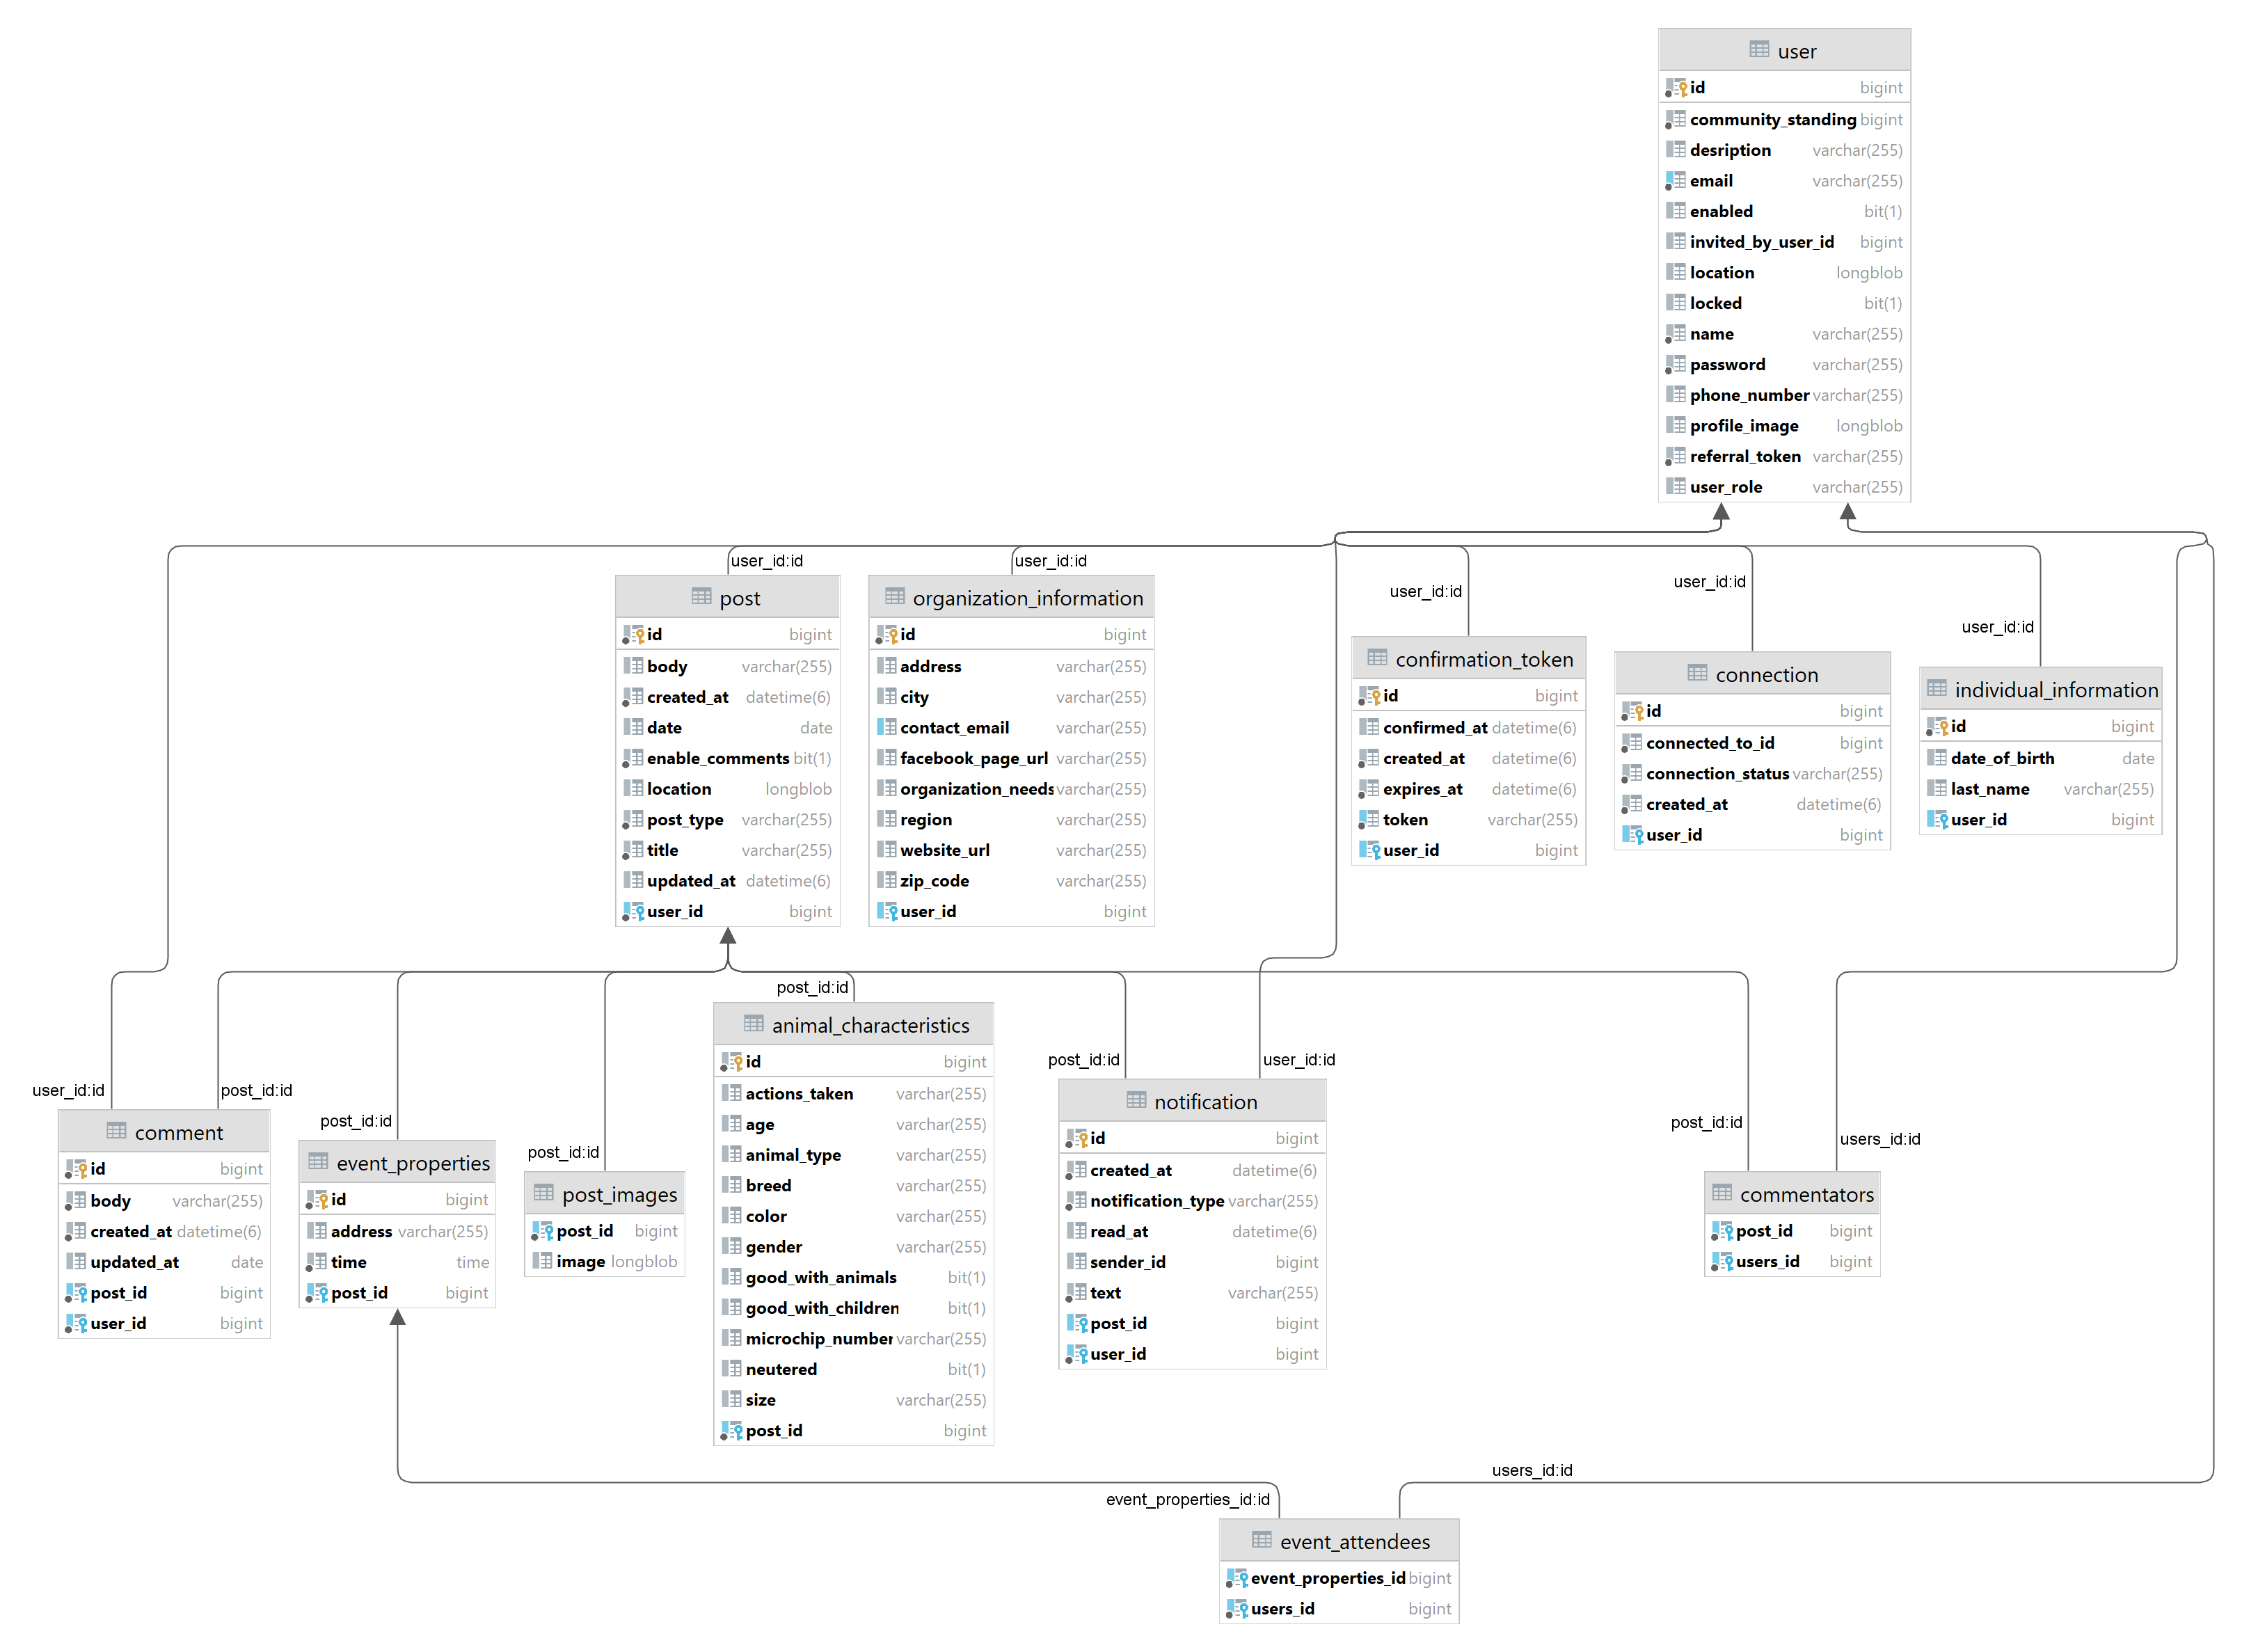 user
id bigint
community_standing bigint
desription varchar(255)
email varchar(255)
enabled bit(1)
invited_by_user_id bigint
location longblob
locked bit(1)
name varchar(255)
password varchar(255)
phone_number varchar(255)
profile_image longblob
referral_token varchar(255)
user_role varchar(255)
user_id:id
user_id:id
user_id:id
user_id:id
user_id:id
post
id bigint
body varchar(255)
created_at datetime(6)
date date
enable_comments bit(1)
location longblob
post_type varchar(255)
title varchar(255)
updated_at datetime(6)
user_id bigint
organization_information
id bigint
address varchar(255)
city varchar(255)
contact_email varchar(255)
facebook_page_url varchar(255)
organization_needs varchar(255)
region varchar(255)
website_url varchar(255)
zip_code varchar(255)
user_id bigint
confirmation_token
id bigint
confirmed_at datetime(6)
created_at datetime(6)
expires_at datetime(6)
token varchar(255)
user_id bigint
connection
id bigint
connected_to_id bigint
connection_status varchar(255)
created_at datetime(6)
user_id bigint
individual_information
id bigint
date_of_birth date
last_name varchar(255)
user_id bigint
user_id:id
post_id:id
post_id:id
post_id:id
post_id:id
post_id:id
user_id:id
post_id:id
users_id:id
comment
id bigint
body varchar(255)
created_at datetime(6)
updated_at date
post_id bigint
user_id bigint
event_properties
id bigint
address varchar(255)
time time
post_id bigint
post_images
post_id bigint
image longblob
animal_characteristics
id bigint
actions_taken varchar(255)
age varchar(255)
animal_type varchar(255)
breed varchar(255)
color varchar(255)
gender varchar(255)
good_with_animals bit(1)
good_with_children bit(1)
microchip_number varchar(255)
neutered bit(1)
size varchar(255)
post_id bigint
notification
id bigint
created_at datetime(6)
notification_type varchar(255)
read_at datetime(6)
sender_id bigint
text varchar(255)
post_id bigint
user_id bigint
commentators
post_id bigint
users_id bigint
event_properties_id:id
users_id:id
event_attendees
event_properties_id bigint
users_id bigint